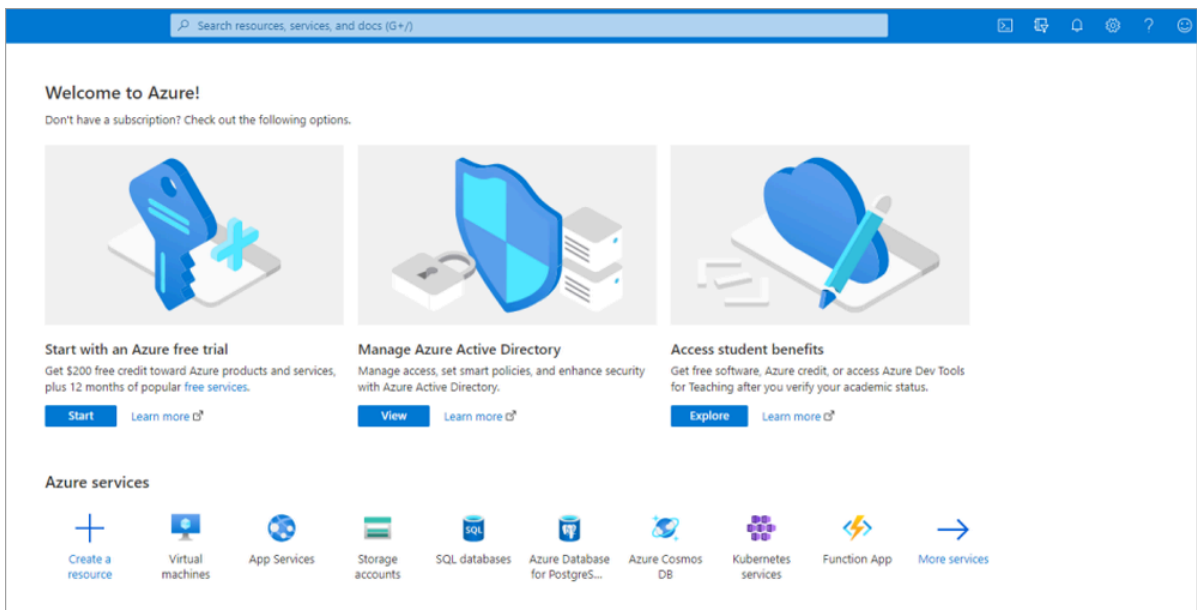 Search resources, services, and docs (G+/)
Welcome to Azure!
Don't have a subscription? Check out the following options.
Start with an Azure free trial
Get $200 free credit toward Azure products and services,
plus 12 months of popular free services.
Start
Learn more
Manage Azure Active Directory
Manage access, set smart policies, and enhance security
with Azure Active Directory.
View
Learn more
Access student benefits
Get free software, Azure credit, or access Azure Dev Tools
for Teaching after you verify your academic status.
Explore
Learn more
Azure services
Create a
resource
Virtual
machines
App Services
Storage
accounts
SQL
SQL databases
Azure Database
for PostgreS...
Azure Cosmos
DB
Kubernetes
services
Function App
More services